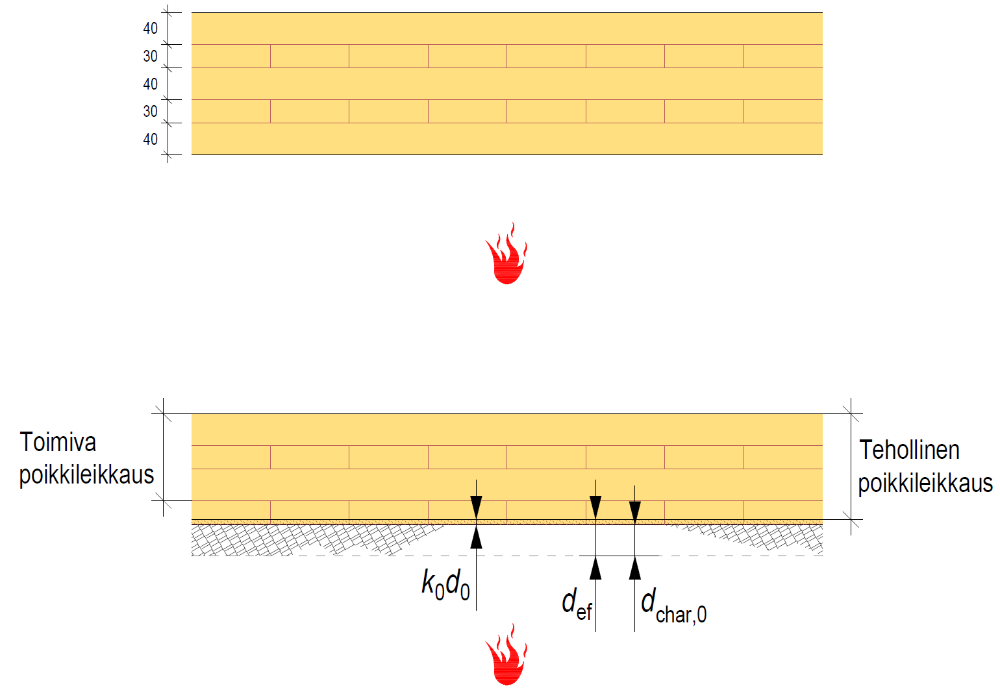 40
30
40
30
40
Toimiva
poikkileikkaus
Tehollinen
poikkileikkaus
k0d0
def
dchar,0